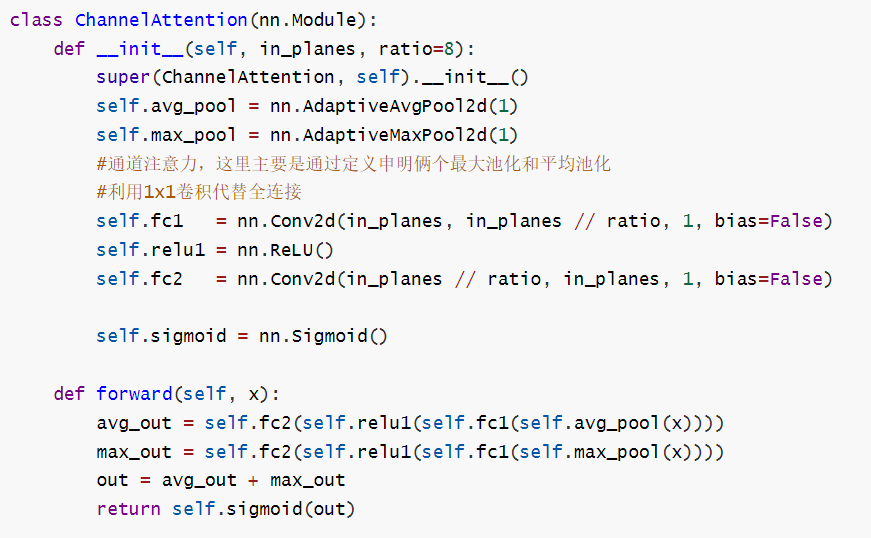 class ChannelAttention(nn.Module):
    def __init__(self, in_planes, ratio=8):
        super(ChannelAttention, self).__init__()
        self.avg_pool = nn.AdaptiveAvgPool2d(1)
        self.max_pool = nn.AdaptiveMaxPool2d(1)
        #通道注意力，这里主要是通过定义申明俩个最大池化和平均池化
        #利用1x1卷积代替全连接
        self.fc1   = nn.Conv2d(in_planes, in_planes // ratio, 1, bias=False)
        self.relu1 = nn.ReLU()
        self.fc2   = nn.Conv2d(in_planes // ratio, in_planes, 1, bias=False)

        self.sigmoid = nn.Sigmoid()

    def forward(self, x):
        avg_out = self.fc2(self.relu1(self.fc1(self.avg_pool(x))))
        max_out = self.fc2(self.relu1(self.fc1(self.max_pool(x))))
        out = avg_out + max_out
        return self.sigmoid(out)